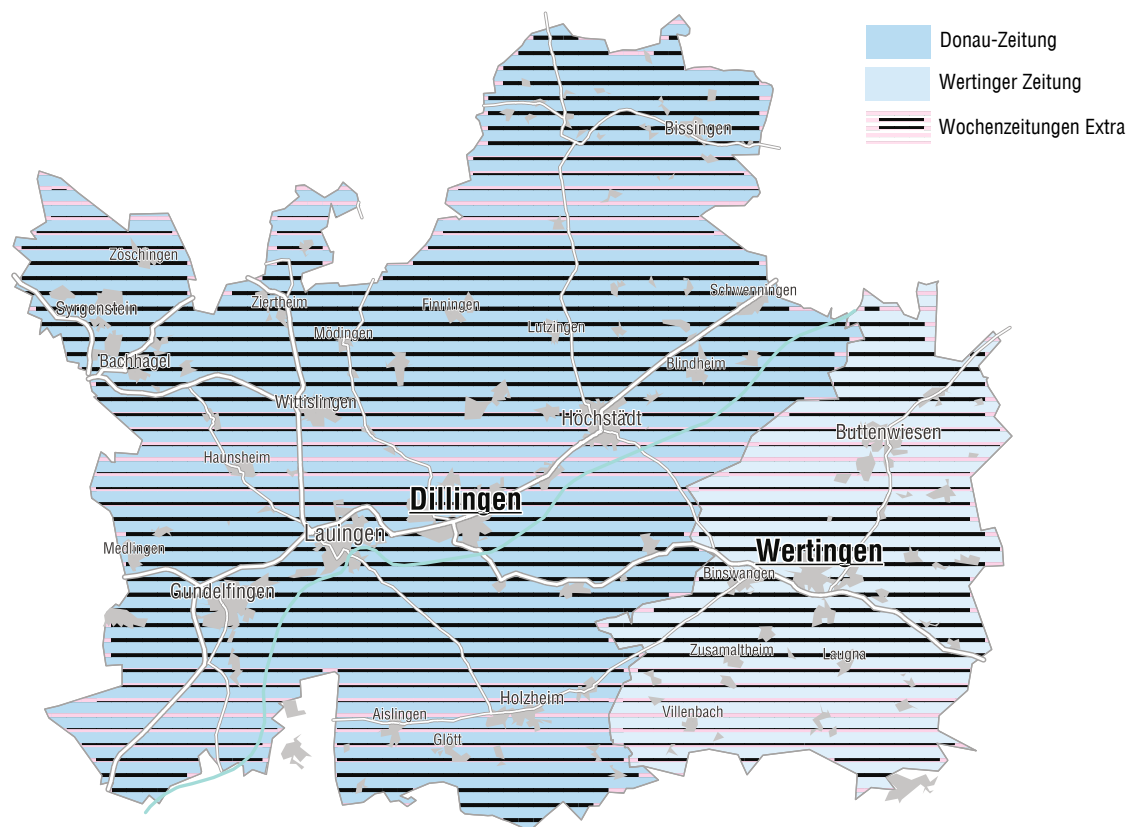 Donau-Zeitung
Wertinger Zeitung
Wochenzeitungen Extra
Bissingen
Zöschingen
Syrgenstein
Ziertheim
Finningen
Schwenningen
Mödingen
Lutzingen
Bachhagel
Blindheim
Wittislingen
Höchstädt
Buttenwiesen
Haunsheim
Dillingen
Lauingen
Medlingen
Wertingen
Binswangen
Gundelfingen
Zusamaltheim
Laugna
Holzheim
Aislingen
Villenbach
Glött